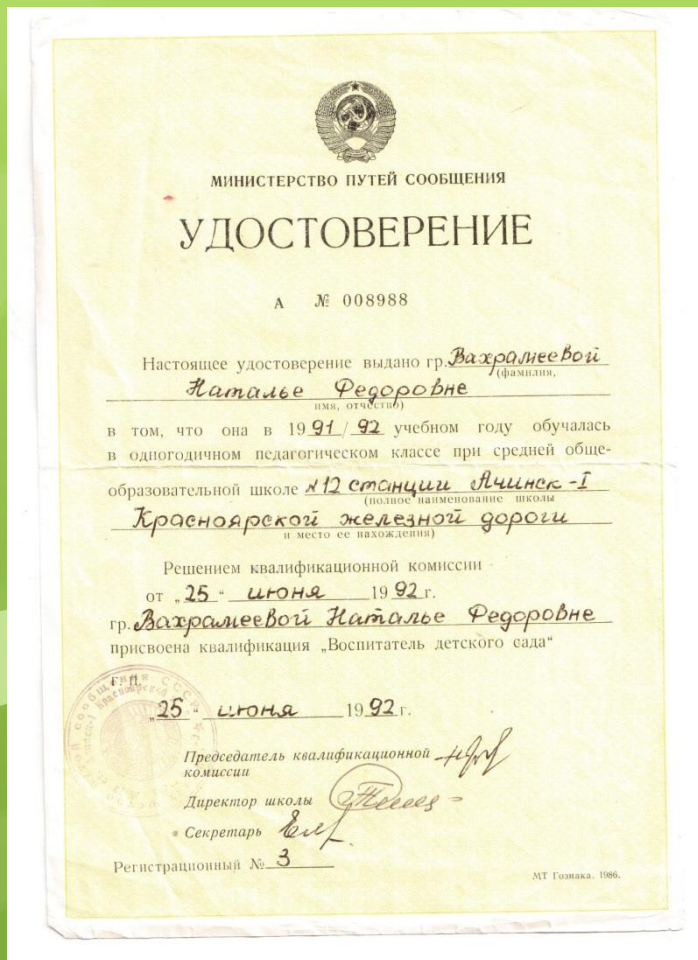 МИНИСТЕРСТВО ПУТЕЙ СООБЩЕНИЯ
УДОСТОВЕРЕНИЕ
А № 008988
Настоящее удостоверение выдано гр. Вахрамеевой
(фамилия,
Наталье Федоровне
имя, отчество)
в том, что она в 1991/92 учебном году обучалась
в одногодичном педагогическом классе при средней обще-
образовательной школе №12 станции Ачинск-I
(полное наименование школы
Красноярской железной дороги
и место ее нахождения)
Решением квалификационной комиссии
от „25“ июня 1992 г.
гр. Вахрамеевой Наталье Федоровне
присвоена квалификация „Воспитатель детского сада“
Г. П.
„25“ июня 1992 г.
Председатель квалификационной
комиссии
Директор школы
Секретарь
Регистрационный № 3
МТ Гознака. 1986.